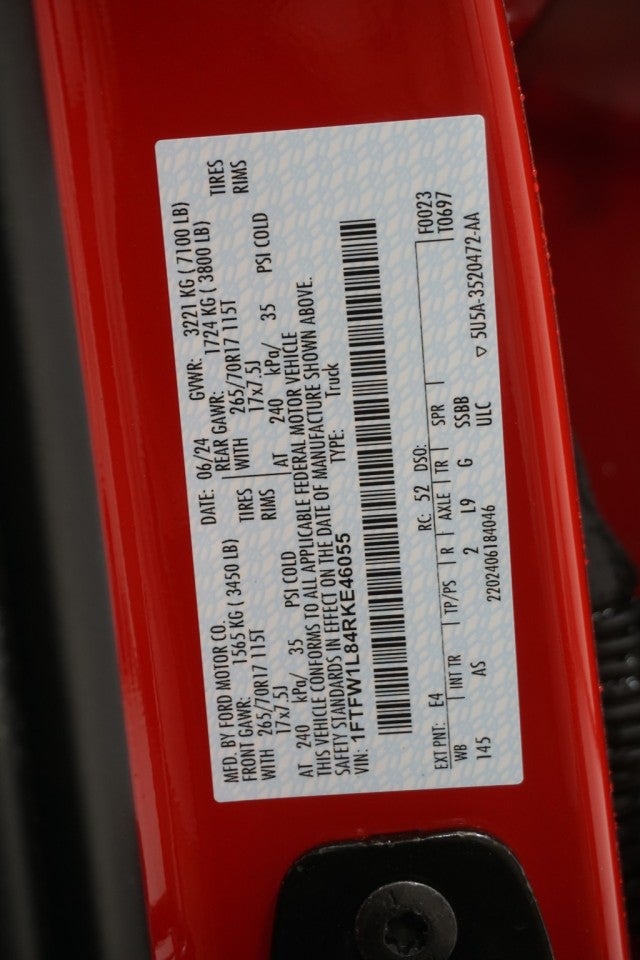 MFD. BY FORD MOTOR CO.
DATE: 06/24 GVWR: 3221 KG ( 7100 LB)
FRONT GAWR: 1565 KG ( 3450 LB) REAR GAWR: 1724 KG ( 3800 LB)
WITH 265/70R17 115T TIRES WITH 265/70R17 115T TIRES
17x7.5J RIMS 17x7.5J RIMS
AT 240 kPa/ 35 PSI COLD AT 240 kPa/ 35 PSI COLD
THIS VEHICLE CONFORMS TO ALL APPLICABLE FEDERAL MOTOR VEHICLE
SAFETY STANDARDS IN EFFECT ON THE DATE OF MANUFACTURE SHOWN ABOVE.
VIN: 1FTFW1L84RKE46055 TYPE: Truck
F0023
EXT PNT: E4 RC: 52 DSO: T0697
WB INT TR TP/PS R AXLE TR SPR
145 AS 2 L9 G SSBB
2202406184046 ULC ▽ 5U5A-3520472-AA